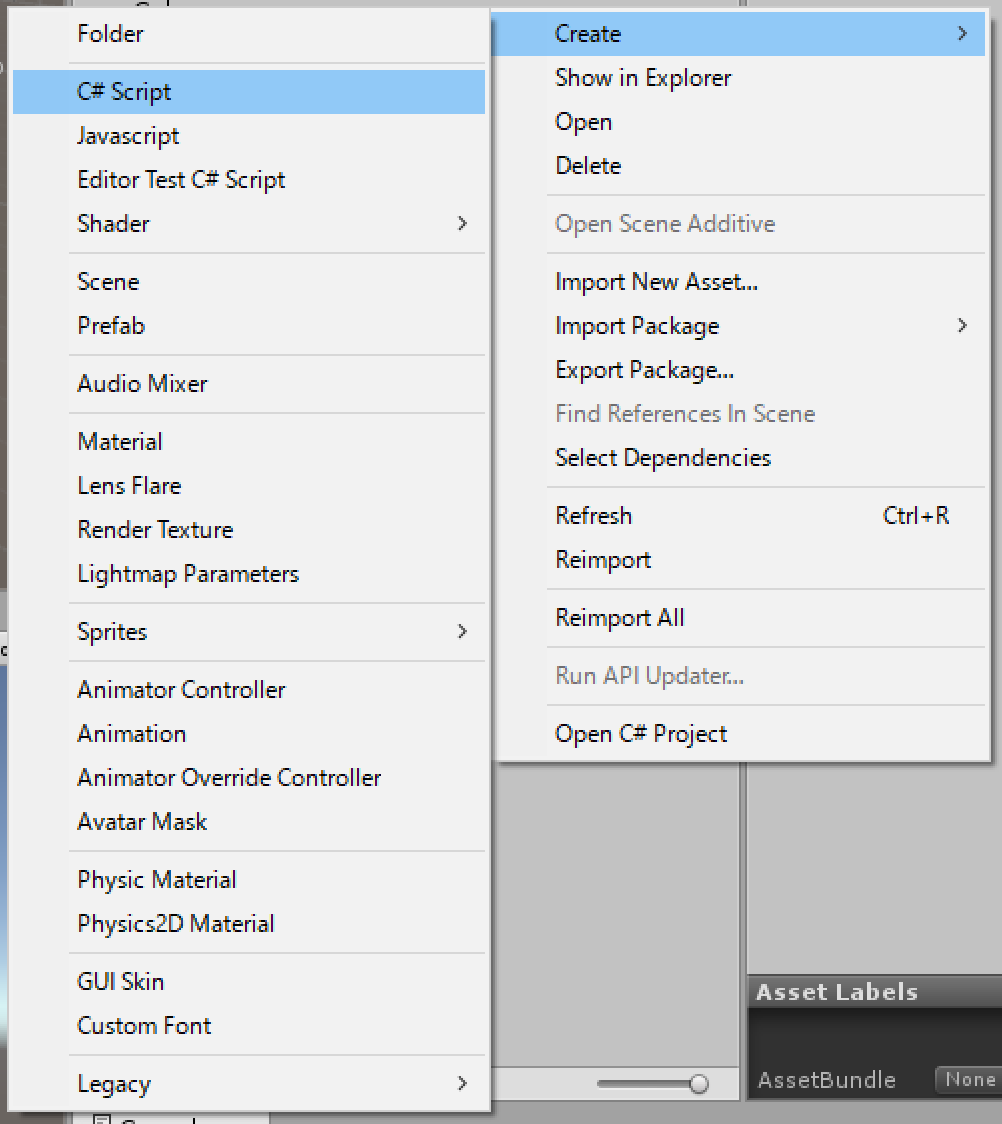 Folder
C# Script
Javascript
Editor Test C# Script
Shader
Scene
Prefab
Audio Mixer
Material
Lens Flare
Render Texture
Lightmap Parameters
Sprites
Animator Controller
Animation
Animator Override Controller
Avatar Mask
Physic Material
Physics2D Material
GUI Skin
Custom Font
Legacy
Create
Show in Explorer
Open
Delete
Open Scene Additive
Import New Asset...
Import Package
Export Package...
Find References In Scene
Select Dependencies
Refresh Ctrl+R
Reimport
Reimport All
Run API Updater...
Open C# Project
Asset Labels
AssetBundle None